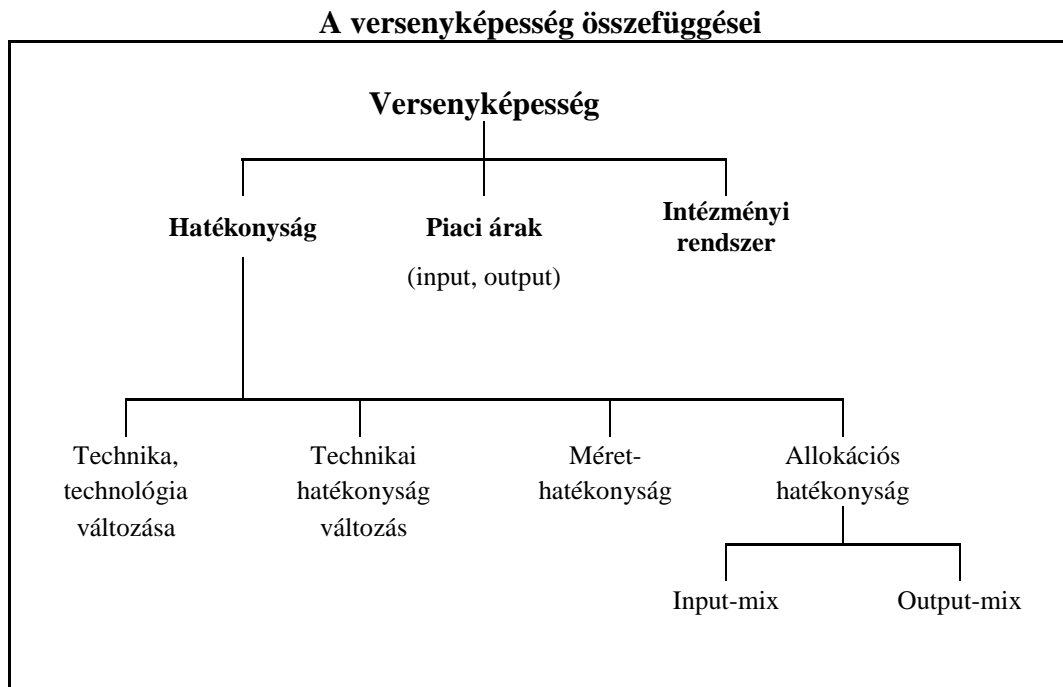 A versenyképesség összefüggései
Versenyképesség
Hatékonyság
Piaci árak
(input, output)
Intézményi
rendszer
Technika,
technológia
változása
Technikai
hatékonyság
változás
Méret-
hatékonyság
Allokációs
hatékonyság
Input-mix
Output-mix